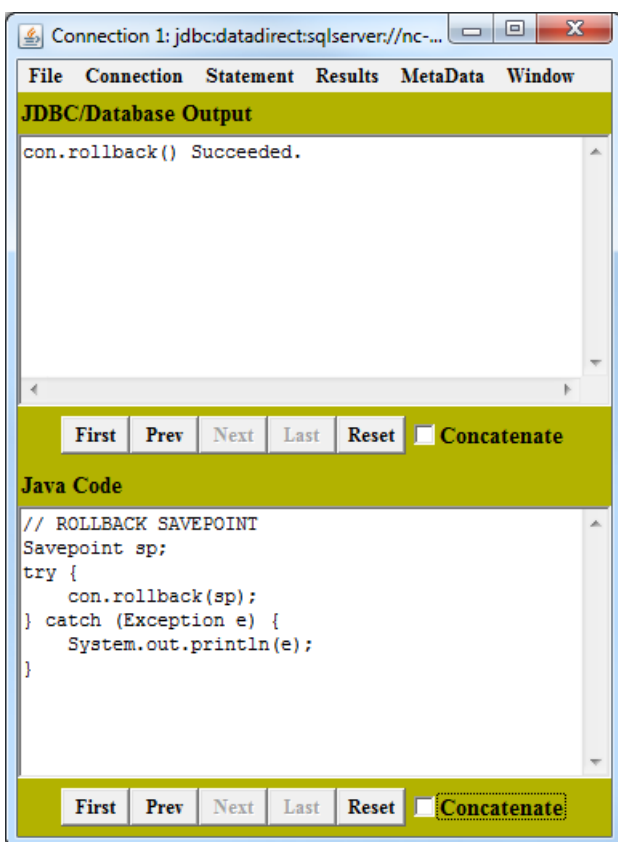 Connection 1: jdbc:datadirect:sqlserver://nc-...
File Connection Statement Results MetaData Window
JDBC/Database Output
con.rollback() Succeeded.
First Prev Next Last Reset Concatenate
Java Code
// ROLLBACK SAVEPOINT
Savepoint sp;
try {
    con.rollback(sp);
} catch (Exception e) {
    System.out.println(e);
}
First Prev Next Last Reset Concatenate